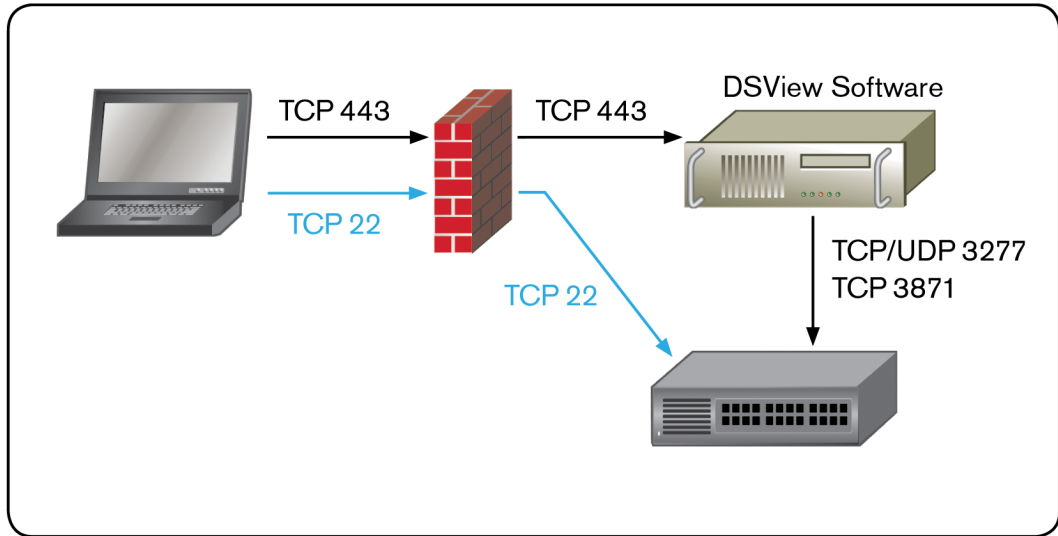 DSView Software
TCP 443
TCP 443
TCP 22
TCP/UDP 3277
TCP 3871
TCP 22